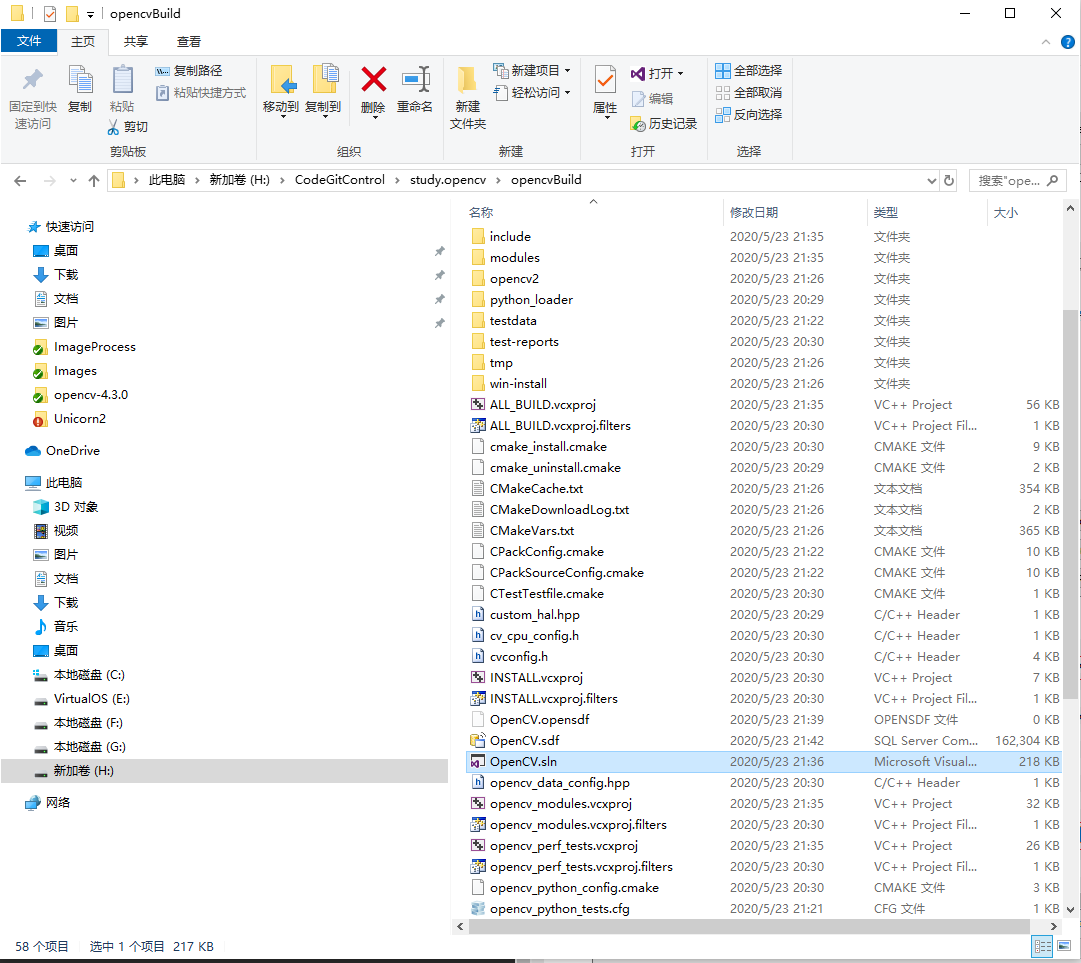 opencvBuild
文件 主页 共享 查看
固定到快速访问 复制 粘贴 复制路径 粘贴快捷方式 剪切 移动到 复制到 删除 重命名 新建文件夹 新建项目 轻松访问 属性 打开 编辑 历史记录 全部选择 全部取消 反向选择
剪贴板 组织 新建 打开 选择
此电脑 > 新加卷 (H:) > CodeGitControl > study.opencv > opencvBuild 搜索"ope...
快速访问
桌面
下载
文档
图片
ImageProcess
Images
opencv-4.3.0
Unicorn2
OneDrive
此电脑
3D 对象
视频
图片
文档
下载
音乐
桌面
本地磁盘 (C:)
VirtualOS (E:)
本地磁盘 (F:)
本地磁盘 (G:)
新加卷 (H:)
网络
名称 修改日期 类型 大小
include 2020/5/23 21:35 文件夹
modules 2020/5/23 21:35 文件夹
opencv2 2020/5/23 21:26 文件夹
python_loader 2020/5/23 20:29 文件夹
testdata 2020/5/23 21:22 文件夹
test-reports 2020/5/23 20:30 文件夹
tmp 2020/5/23 21:26 文件夹
win-install 2020/5/23 21:26 文件夹
ALL_BUILD.vcxproj 2020/5/23 21:35 VC++ Project 56 KB
ALL_BUILD.vcxproj.filters 2020/5/23 20:30 VC++ Project Fil... 1 KB
cmake_install.cmake 2020/5/23 20:30 CMAKE 文件 9 KB
cmake_uninstall.cmake 2020/5/23 20:29 CMAKE 文件 2 KB
CMakeCache.txt 2020/5/23 21:26 文本文档 354 KB
CMakeDownloadLog.txt 2020/5/23 21:26 文本文档 2 KB
CMakeVars.txt 2020/5/23 21:26 文本文档 365 KB
CPackConfig.cmake 2020/5/23 21:22 CMAKE 文件 10 KB
CPackSourceConfig.cmake 2020/5/23 21:22 CMAKE 文件 10 KB
CTestTestfile.cmake 2020/5/23 20:30 CMAKE 文件 1 KB
custom_hal.hpp 2020/5/23 20:29 C/C++ Header 1 KB
cv_cpu_config.h 2020/5/23 20:30 C/C++ Header 1 KB
cvconfig.h 2020/5/23 20:30 C/C++ Header 4 KB
INSTALL.vcxproj 2020/5/23 21:35 VC++ Project 7 KB
INSTALL.vcxproj.filters 2020/5/23 20:30 VC++ Project Fil... 1 KB
OpenCV.opensdf 2020/5/23 21:39 OPENSDF 文件 0 KB
OpenCV.sdf 2020/5/23 21:42 SQL Server Com... 162,304 KB
OpenCV.sln 2020/5/23 21:36 Microsoft Visual... 218 KB
opencv_data_config.hpp 2020/5/23 20:30 C/C++ Header 1 KB
opencv_modules.vcxproj 2020/5/23 21:35 VC++ Project 32 KB
opencv_modules.vcxproj.filters 2020/5/23 20:30 VC++ Project Fil... 1 KB
opencv_perf_tests.vcxproj 2020/5/23 21:35 VC++ Project 26 KB
opencv_perf_tests.vcxproj.filters 2020/5/23 20:30 VC++ Project Fil... 1 KB
opencv_python_config.cmake 2020/5/23 20:30 CMAKE 文件 3 KB
opencv_python_tests.cfg 2020/5/23 21:21 CFG 文件 1 KB
58 个项目 选中 1 个项目 217 KB